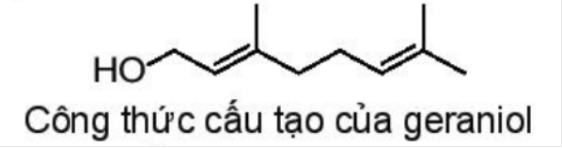 HO
Công thức cấu tạo của geraniol